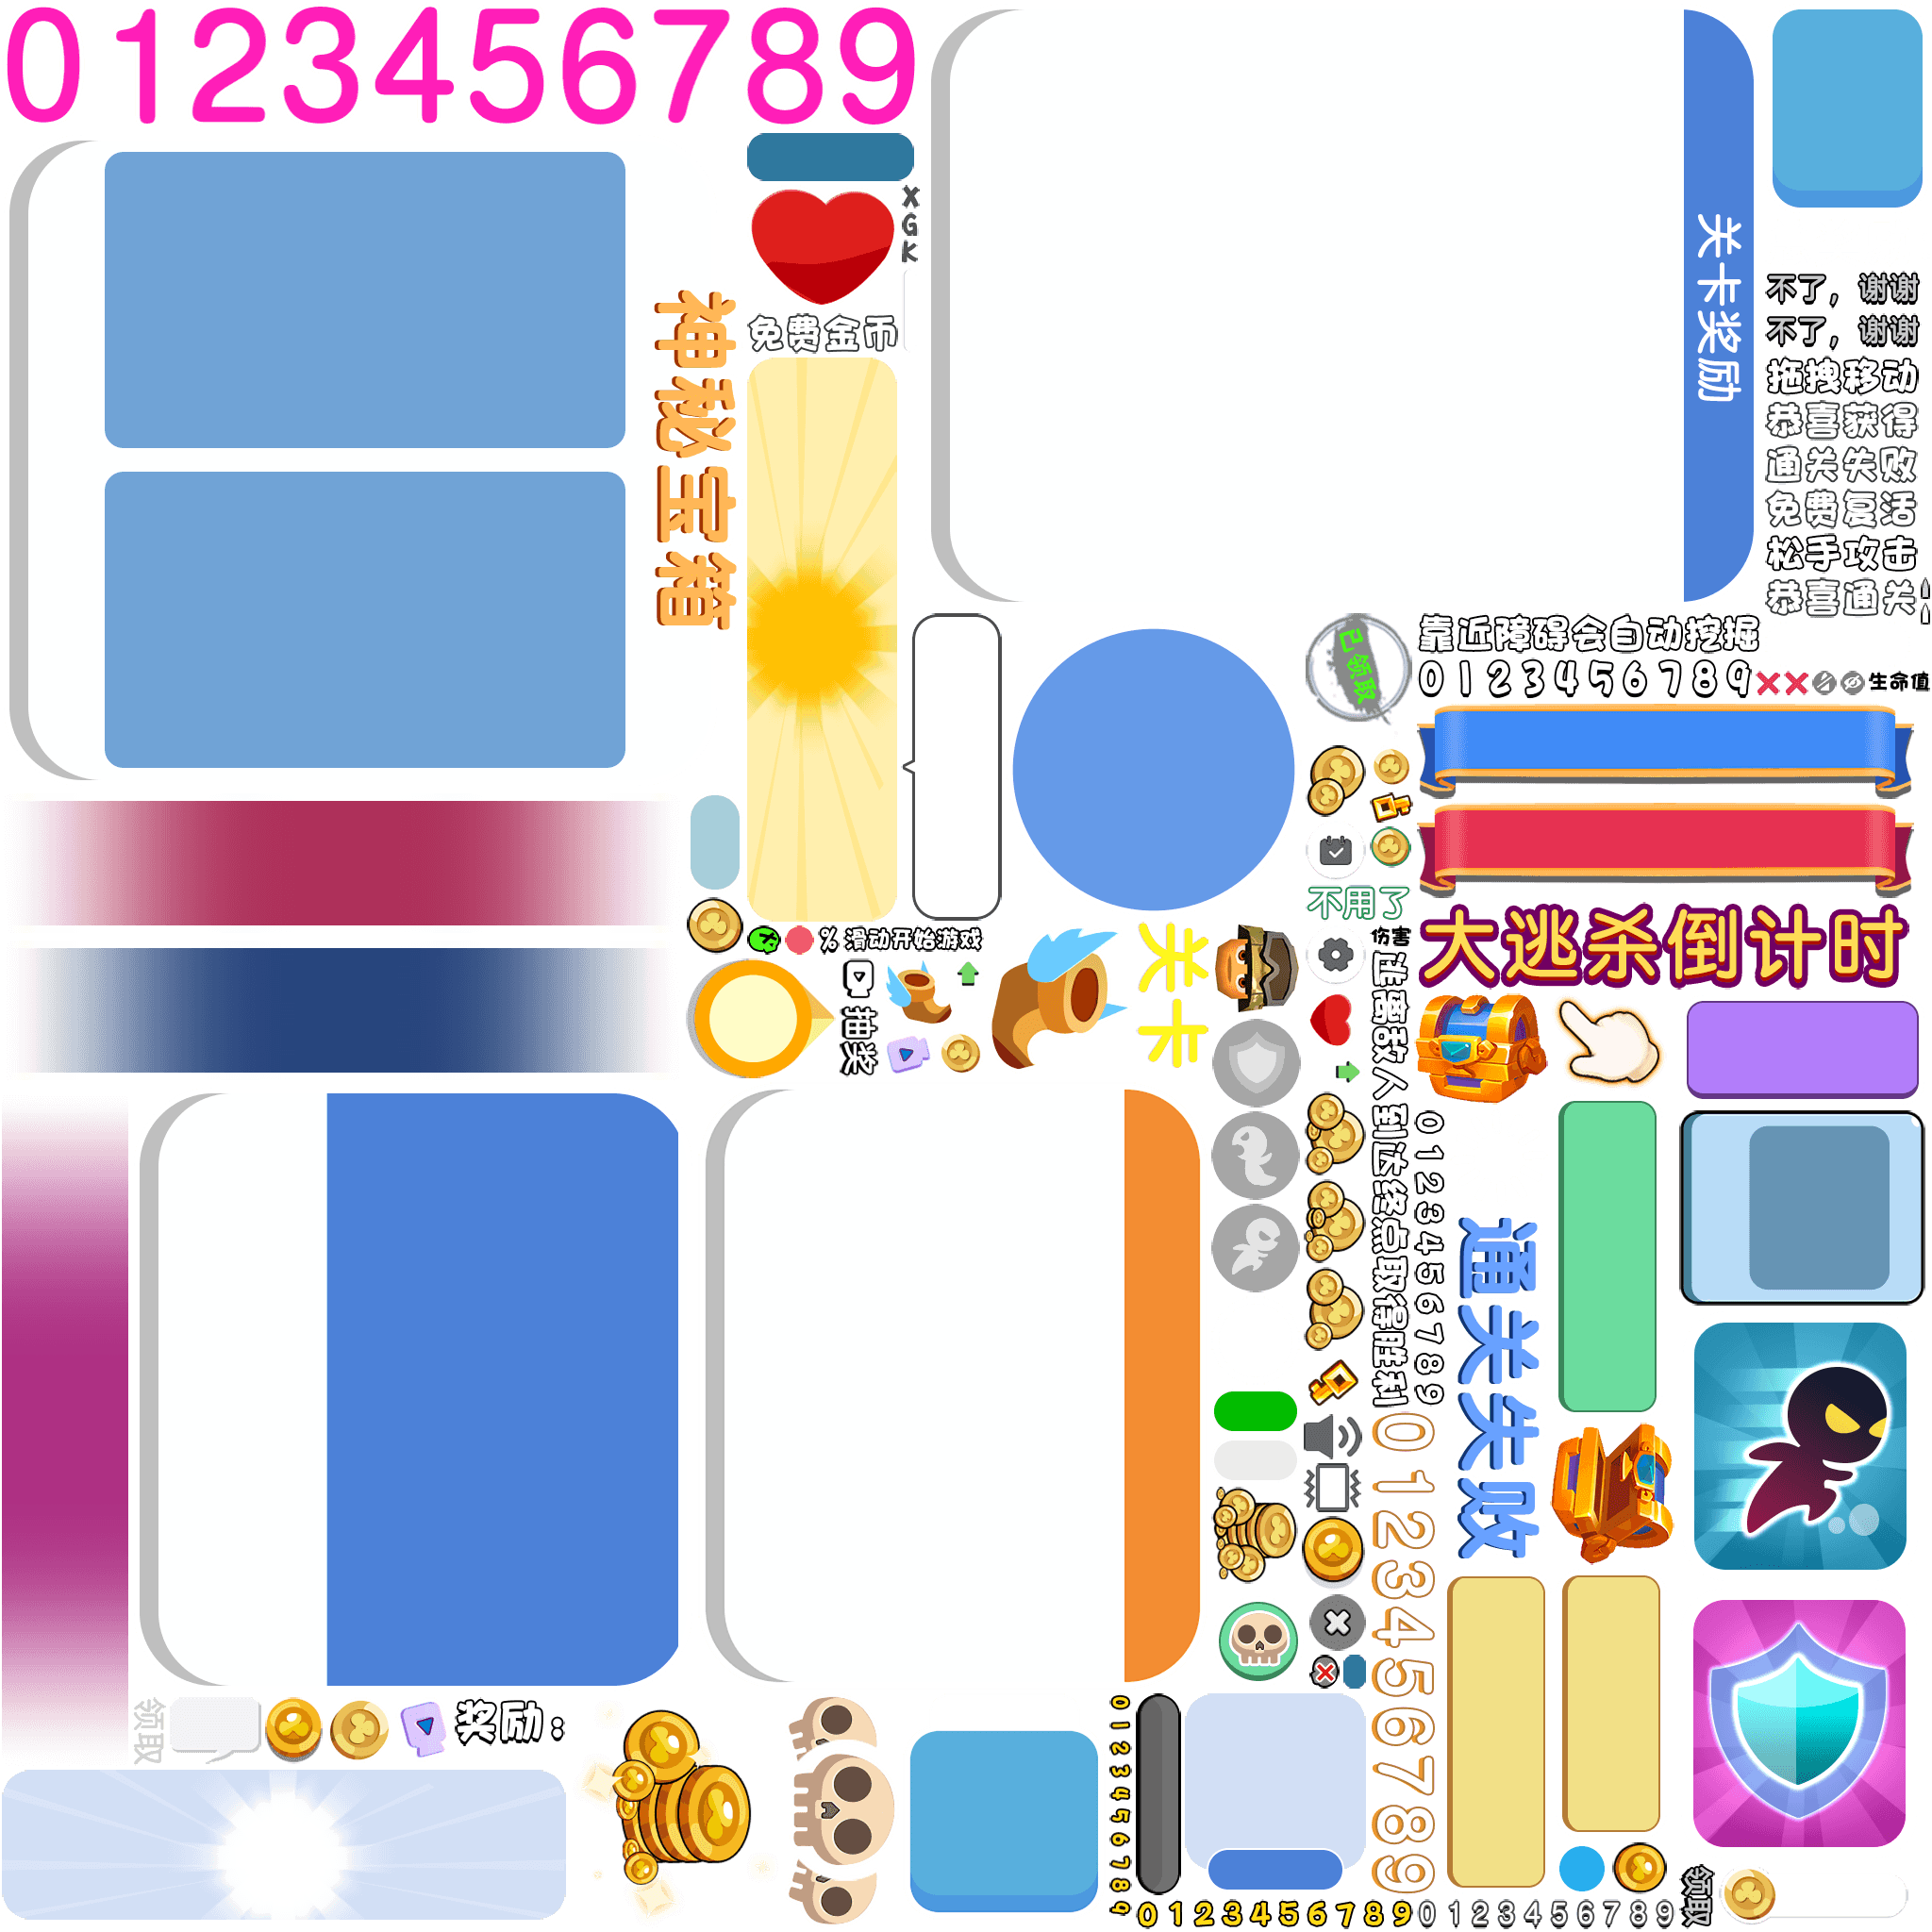 0123456789
XGK
免费金币
神秘宝箱
关卡奖励
不了，谢谢
不了，谢谢
拖拽移动
恭喜获得
通关失败
免费复活
松手攻击
恭喜通关!!
已领取
靠近障碍会自动挖掘
0123456789
生命值
不用了
大逃杀倒计时
伤害
% 滑动开始游戏
抽奖
关卡
逃离敌人到达终点取得胜利
0123456789
通关失败
0123456789
领取
奖励：
0123456789
0123456789
0123456789
领取